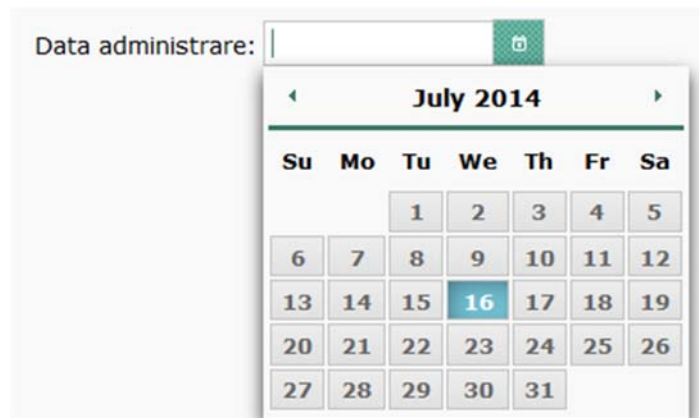 Data administrare:
July 2014
Su Mo Tu We Th Fr Sa
1 2 3 4 5
6 7 8 9 10 11 12
13 14 15 16 17 18 19
20 21 22 23 24 25 26
27 28 29 30 31